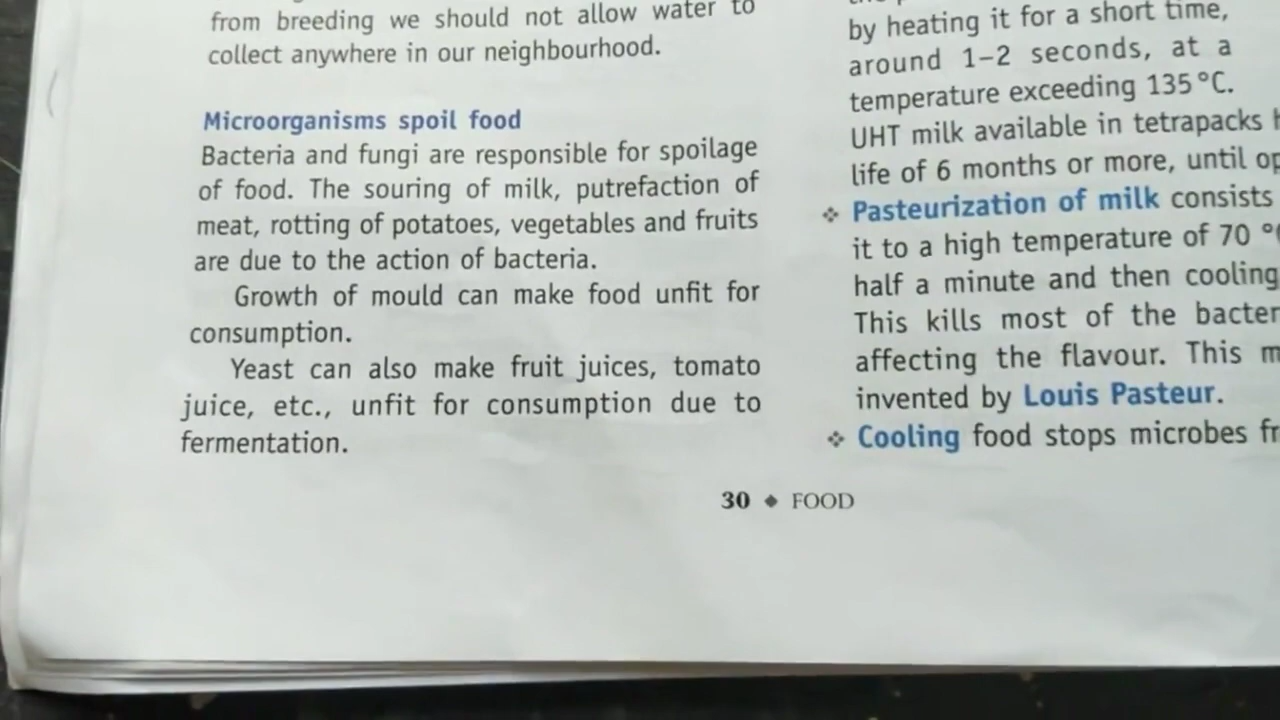 from breeding we should not allow water to
collect anywhere in our neighbourhood.
Microorganisms spoil food
Bacteria and fungi are responsible for spoilage
of food. The souring of milk, putrefaction of
meat, rotting of potatoes, vegetables and fruits
are due to the action of bacteria.
Growth of mould can make food unfit for
consumption.
Yeast can also make fruit juices, tomato
juice, etc., unfit for consumption due to
fermentation.
by heating it for a short time,
around 1–2 seconds, at a
temperature exceeding 135 °C.
UHT milk available in tetrapacks
life of 6 months or more, until
❖ Pasteurization of milk consists
it to a high temperature of 70
half a minute and then cooling
This kills most of the
affecting the flavour. This
invented by Louis Pasteur.
❖ Cooling food stops microbes
30 ◆ FOOD